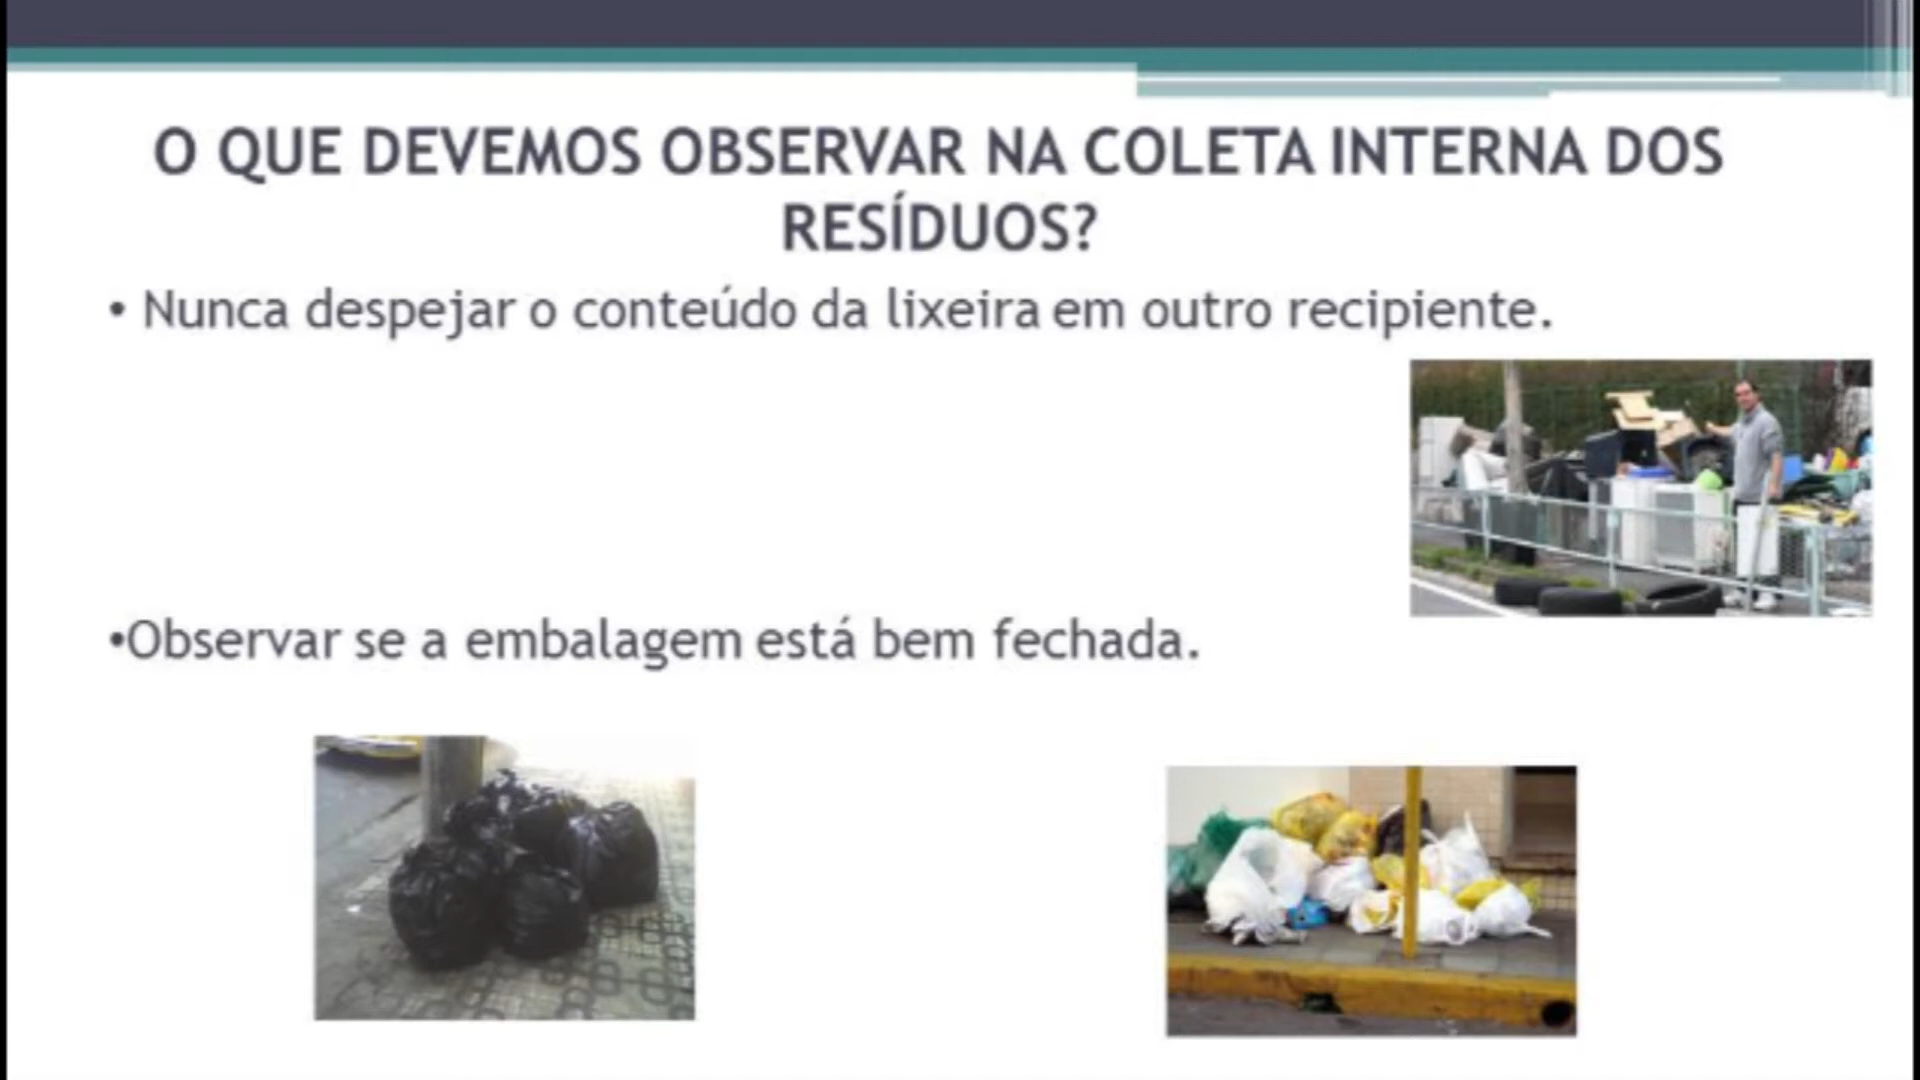 O QUE DEVEMOS OBSERVAR NA COLETA INTERNA DOS
RESÍDUOS?
• Nunca despejar o conteúdo da lixeira em outro recipiente.
•Observar se a embalagem está bem fechada.